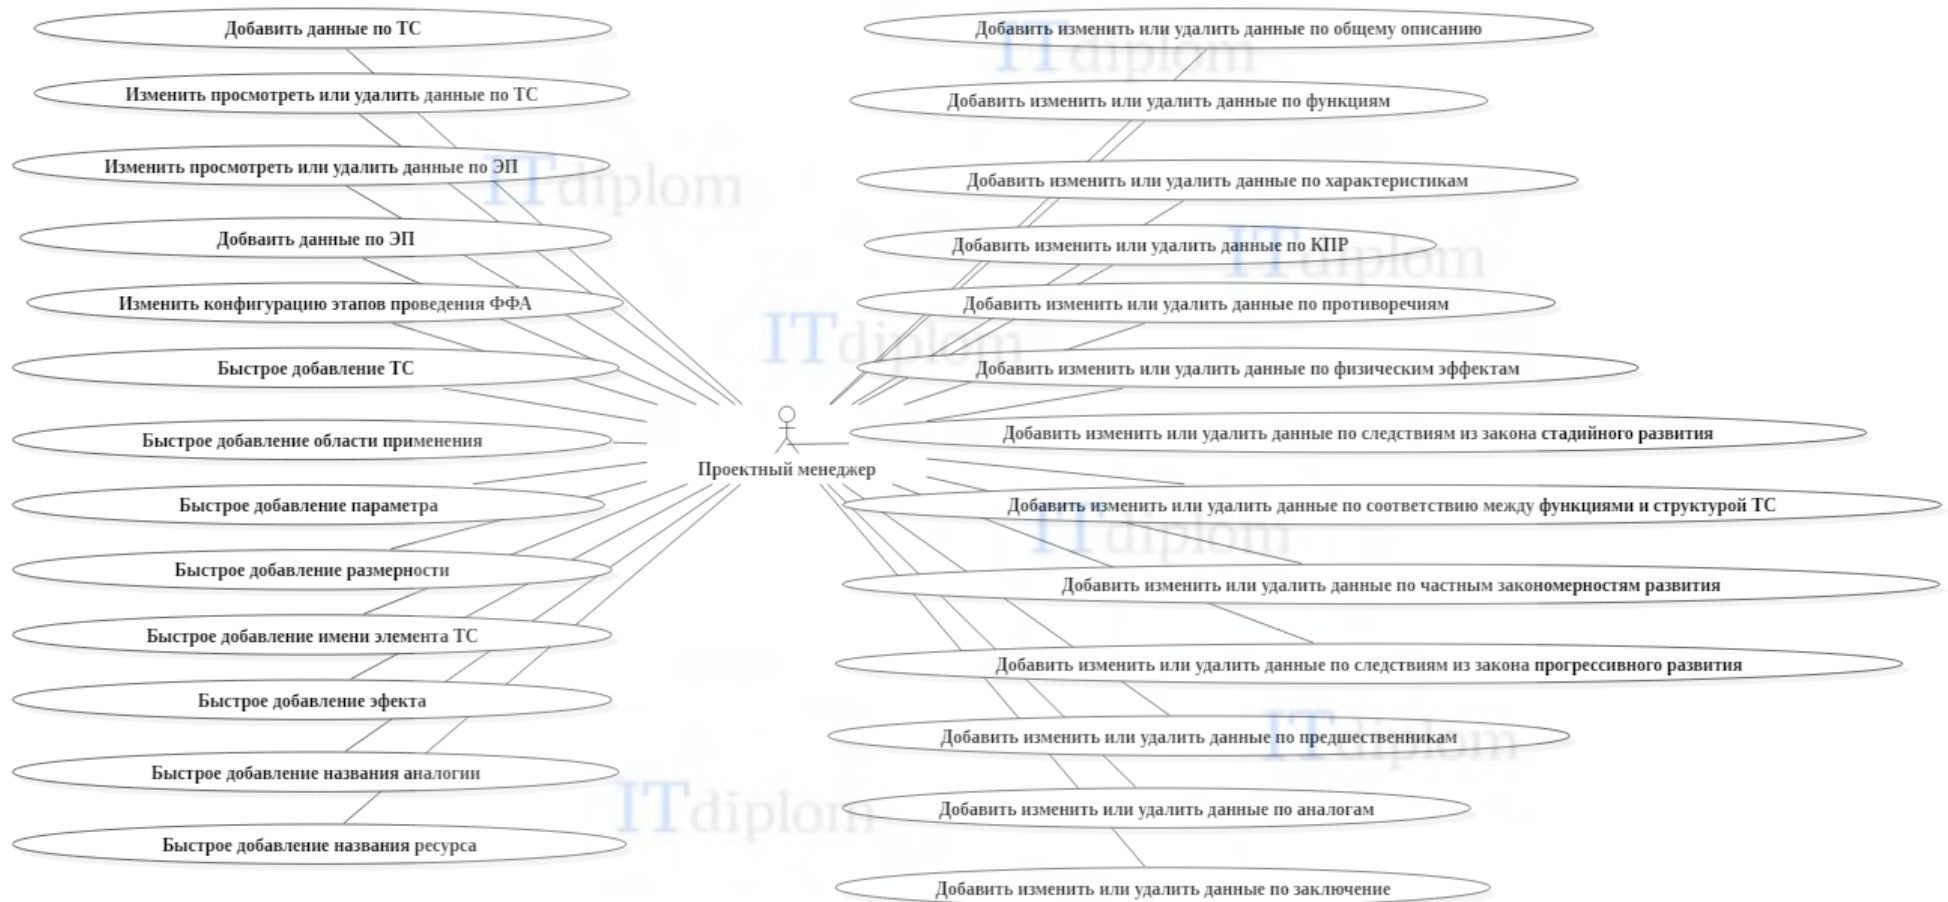 Добавить данные по ТС
Изменить просмотреть или удалить данные по ТС
Изменить просмотреть или удалить данные по ЭП
Добваить данные по ЭП
Изменить конфигурацию этапов проведения ФФА
Быстрое добавление ТС
Быстрое добавление области применения
Быстрое добавление параметра
Быстрое добавление размерности
Быстрое добавление имени элемента ТС
Быстрое добавление эфекта
Быстрое добавление названия аналогии
Быстрое добавление названия ресурса
Проектный менеджер
Добавить изменить или удалить данные по общему описанию
Добавить изменить или удалить данные по функциям
Добавить изменить или удалить данные по характеристикам
Добавить изменить или удалить данные по КПР
Добавить изменить или удалить данные по противоречиям
Добавить изменить или удалить данные по физическим эффектам
Добавить изменить или удалить данные по следствиям из закона стадийного развития
Добавить изменить или удалить данные по соответствию между функциями и структурой ТС
Добавить изменить или удалить данные по частным закономерностям развития
Добавить изменить или удалить данные по следствиям из закона прогрессивного развития
Добавить изменить или удалить данные по предшественникам
Добавить изменить или удалить данные по аналогам
Добавить изменить или удалить данные по заключение
ITdiplom
ITdiplom
ITdiplom
ITdiplom
ITdiplom
ITdiplom
ITdiplom